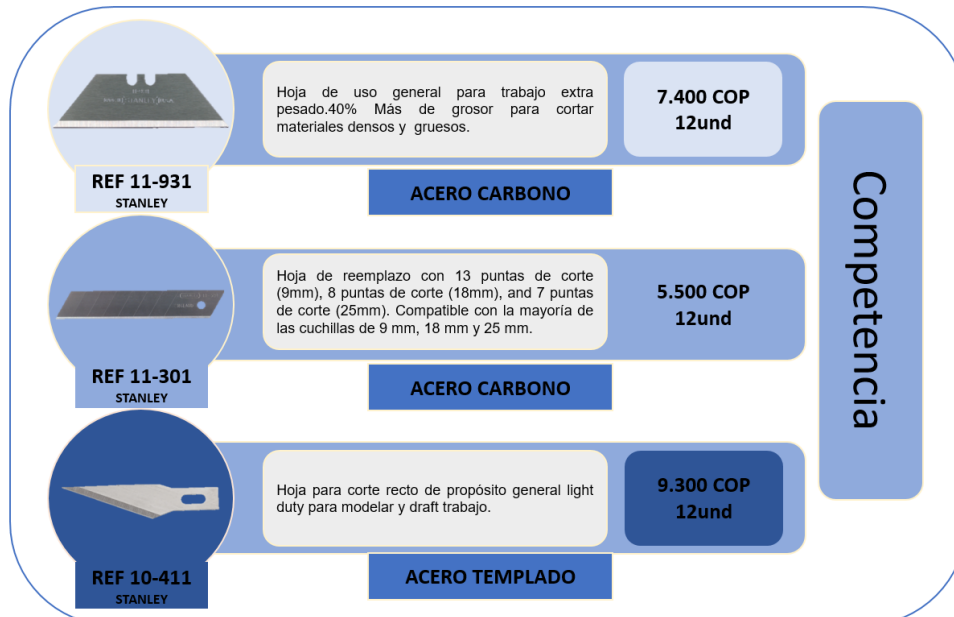 Hoja de uso general para trabajo extra
pesado.40% Más de grosor para cortar
materiales densos y gruesos.
7.400 COP
12und
REF 11-931
STANLEY
ACERO CARBONO
Hoja de reemplazo con 13 puntas de corte
(9mm), 8 puntas de corte (18mm), and 7 puntas
de corte (25mm). Compatible con la mayoría de
las cuchillas de 9 mm, 18 mm y 25 mm.
5.500 COP
12und
REF 11-301
STANLEY
ACERO CARBONO
Hoja para corte recto de propósito general light
duty para modelar y draft trabajo.
9.300 COP
12und
REF 10-411
STANLEY
ACERO TEMPLADO
Competencia